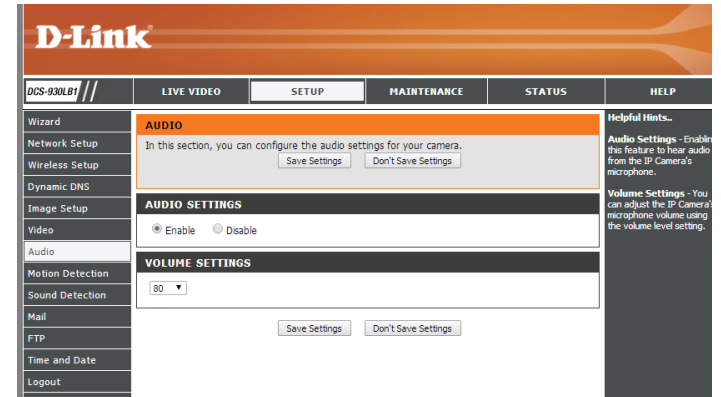 D-Link
DCS-930LB1
LIVE VIDEO
SETUP
MAINTENANCE
STATUS
HELP
Wizard
Network Setup
Wireless Setup
Dynamic DNS
Image Setup
Video
Audio
Motion Detection
Sound Detection
Mail
FTP
Time and Date
Logout
AUDIO
In this section, you can configure the audio settings for your camera.
Save Settings
Don't Save Settings
AUDIO SETTINGS
Enable
Disable
VOLUME SETTINGS
80
Save Settings
Don't Save Settings
Helpful Hints..
Audio Settings - Enablin
this feature to hear audio
from the IP Camera's
microphone.
Volume Settings - You
can adjust the IP Camera's
microphone volume using
the volume level setting.